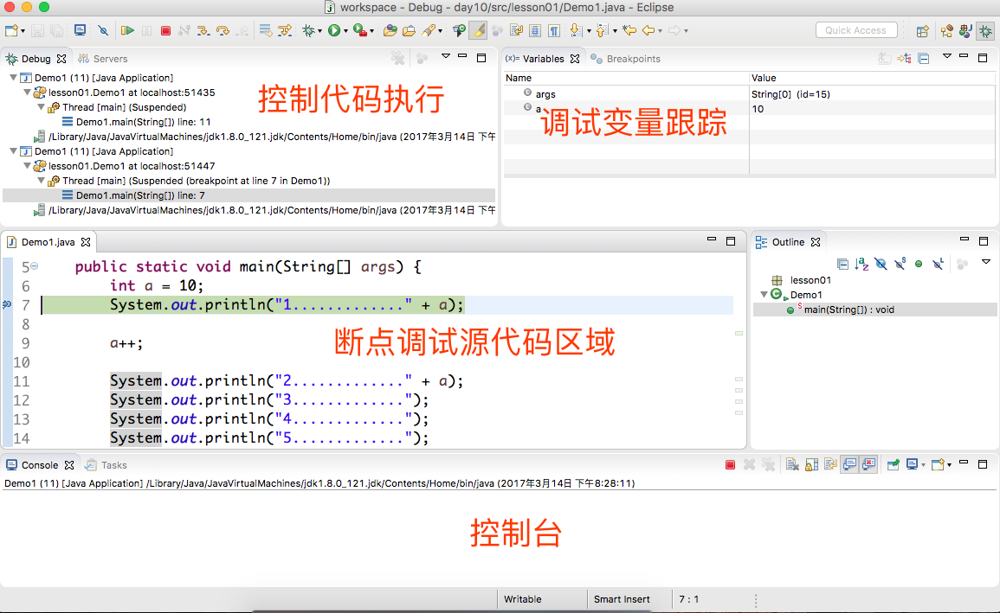 workspace - Debug - day10/src/lesson01/Demo1.java - Eclipse
Quick Access
Debug
Servers
Demo1 (11) [Java Application]
lesson01.Demo1 at localhost:51435
Thread [main] (Suspended)
Demo1.main(String[]) line: 11
/Library/Java/JavaVirtualMachines/jdk1.8.0_121.jdk/Contents/Home/bin/java (2017年3月14日 下午
Demo1 (11) [Java Application]
lesson01.Demo1 at localhost:51447
Thread [main] (Suspended (breakpoint at line 7 in Demo1))
Demo1.main(String[]) line: 7
/Library/Java/JavaVirtualMachines/jdk1.8.0_121.jdk/Contents/Home/bin/java (2017年3月14日 下午
控制代码执行
(x)= Variables
Breakpoints
Name Value
args String[0] (id=15)
a 10
调试变量跟踪
Demo1.java
5 public static void main(String[] args) {
6 int a = 10;
7 System.out.println("1............." + a);
8
9 a++;
10
11 System.out.println("2............." + a);
12 System.out.println("3.............");
13 System.out.println("4.............");
14 System.out.println("5.............");
断点调试源代码区域
Outline
lesson01
Demo1
main(String[]) : void
Console
Tasks
Demo1 (11) [Java Application] /Library/Java/JavaVirtualMachines/jdk1.8.0_121.jdk/Contents/Home/bin/java (2017年3月14日 下午8:28:11)
控制台
Writable
Smart Insert
7 : 1